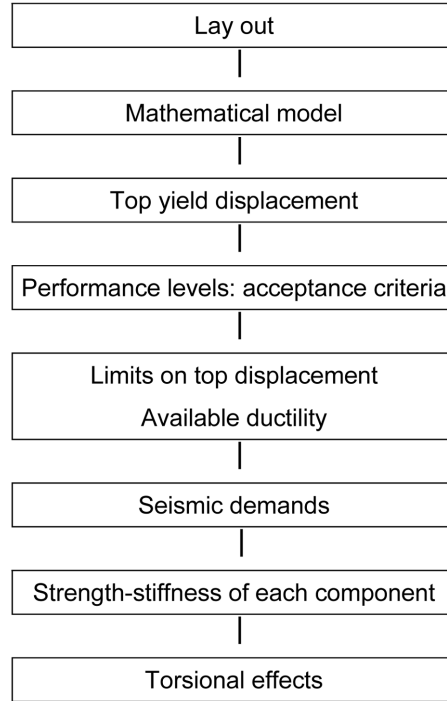 Lay out
Mathematical model
Top yield displacement
Performance levels: acceptance criteria
Limits on top displacement
Available ductility
Seismic demands
Strength-stiffness of each component
Torsional effects